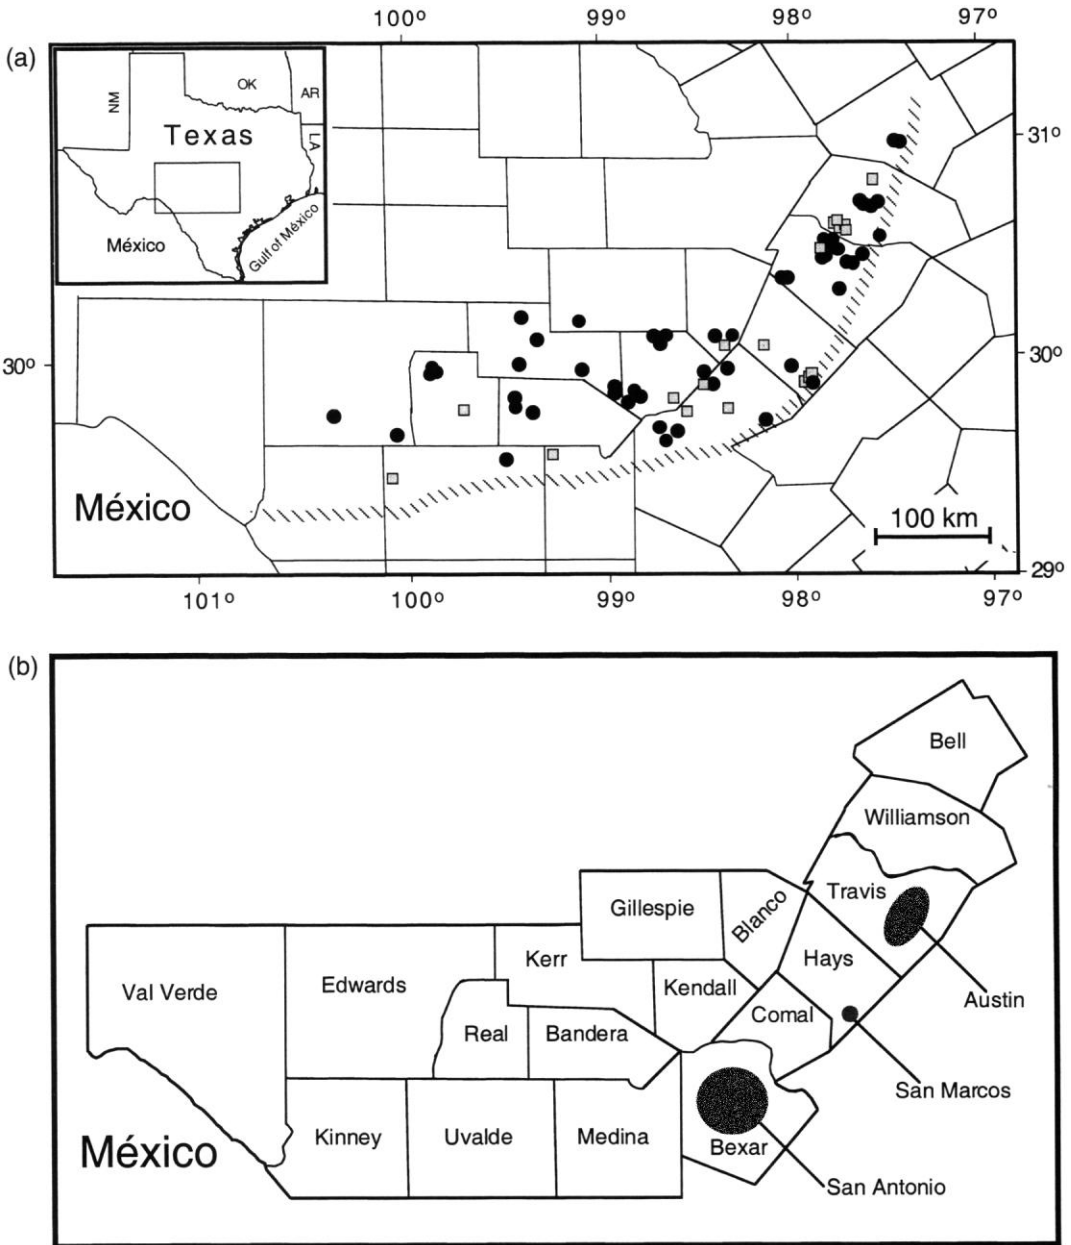 100º 99º 98º 97º
(a)
NM
OK
AR
LA
Texas
México
Gulf of México
31º
30º
30º
México
100 km
29º
101º 100º 99º 98º 97º
(b)
Bell
Williamson
Travis
Gillespie
Blanco
Kerr
Hays
Val Verde
Edwards
Kendall
Austin
Comal
Real
Bandera
San Marcos
México
Kinney
Uvalde
Medina
Bexar
San Antonio